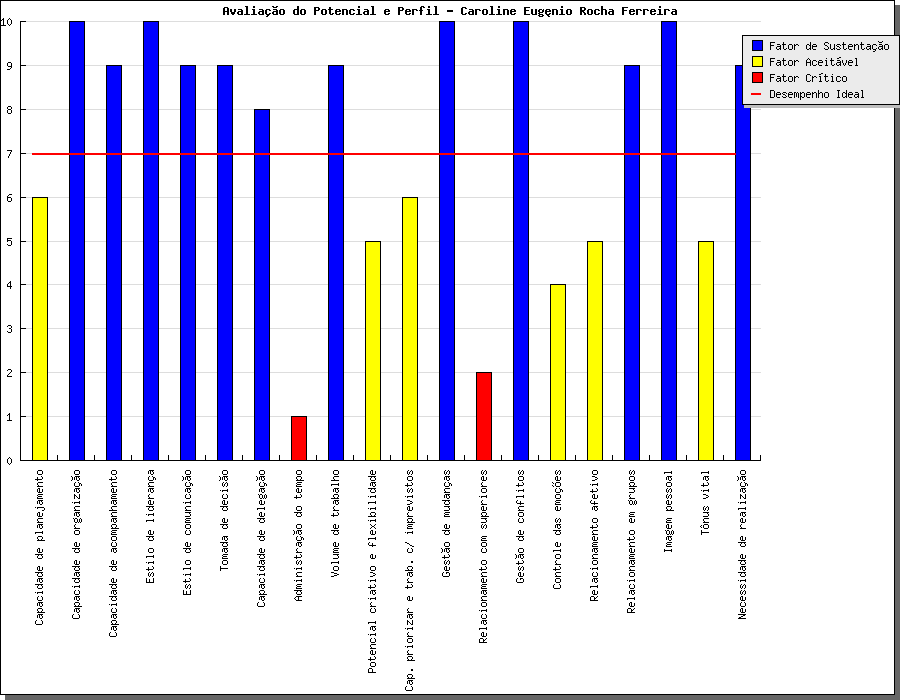 Avaliação do Potencial e Perfil - Caroline Eugęnio Rocha Ferreira
Fator de Sustentação
Fator Aceitável
Fator Crítico
Desempenho Ideal
10
9
8
7
6
5
4
3
2
1
0
Capacidade de planejamento
Capacidade de organização
Capacidade de acompanhamento
Estilo de liderança
Estilo de comunicação
Tomada de decisão
Capacidade de delegação
Administração do tempo
Volume de trabalho
Potencial criativo e flexibilidade
Cap. priorizar e trab. c/ imprevistos
Gestão de mudanças
Relacionamento com superiores
Gestão de conflitos
Controle das emoções
Relacionamento afetivo
Relacionamento em grupos
Imagem pessoal
Tônus vital
Necessidade de realização